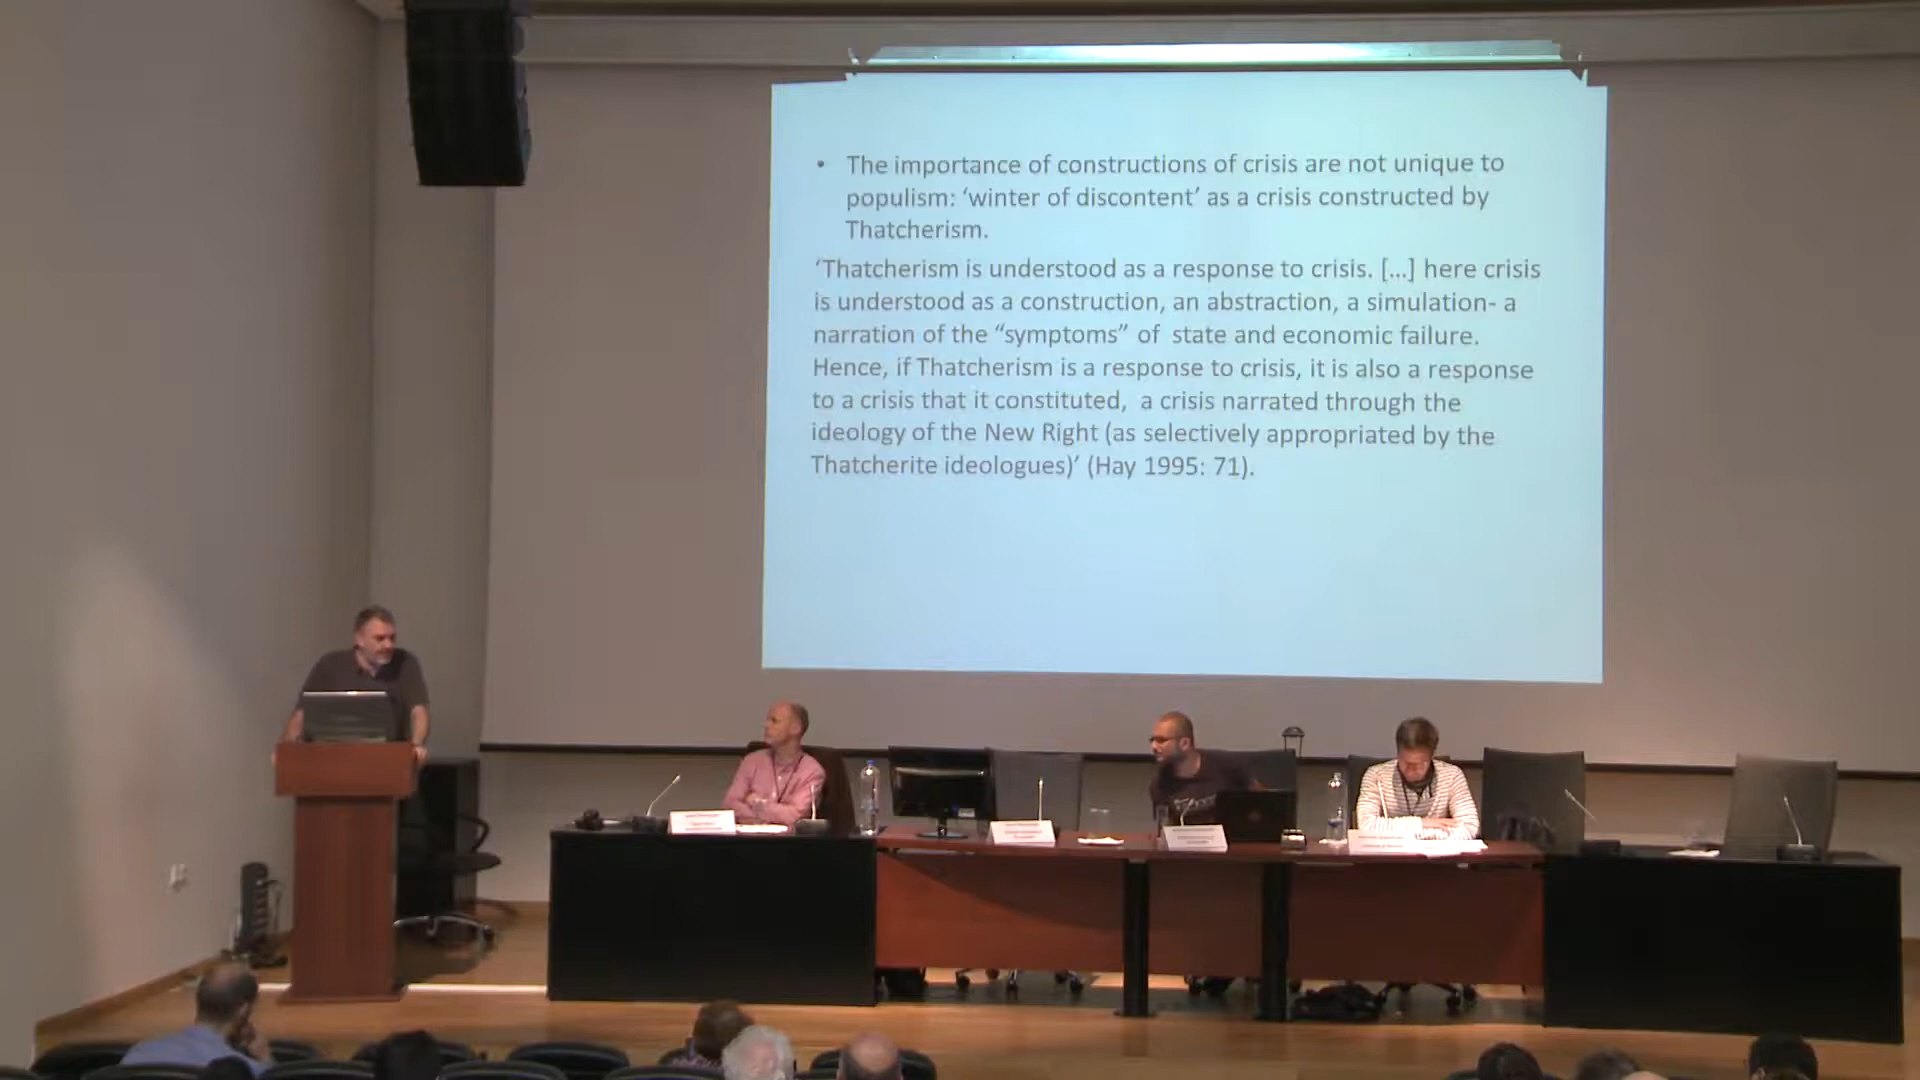 • The importance of constructions of crisis are not unique to
populism: ‘winter of discontent’ as a crisis constructed by
Thatcherism.
‘Thatcherism is understood as a response to crisis. [...] here crisis
is understood as a construction, an abstraction, a simulation- a
narration of the “symptoms” of state and economic failure.
Hence, if Thatcherism is a response to crisis, it is also a response
to a crisis that it constituted, a crisis narrated through the
ideology of the New Right (as selectively appropriated by the
Thatcherite ideologues)’ (Hay 1995: 71).